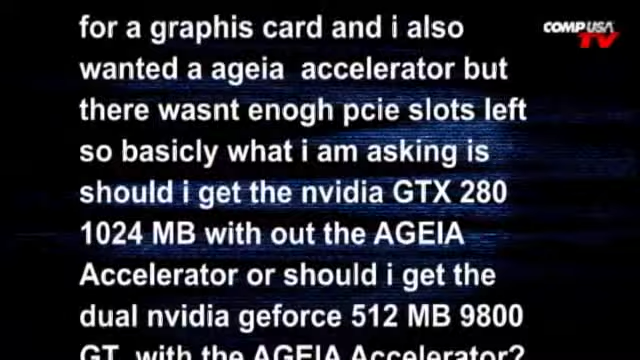 for a graphis card and i also
COMPUSA
TV
wanted a ageia accelerator but
there wasnt enogh pcie slots left
so basicly what i am asking is
should i get the nvidia GTX 280
1024 MB with out the AGEIA
Accelerator or should i get the
dual nvidia geforce 512 MB 9800
GT with the AGEIA Accelerator?